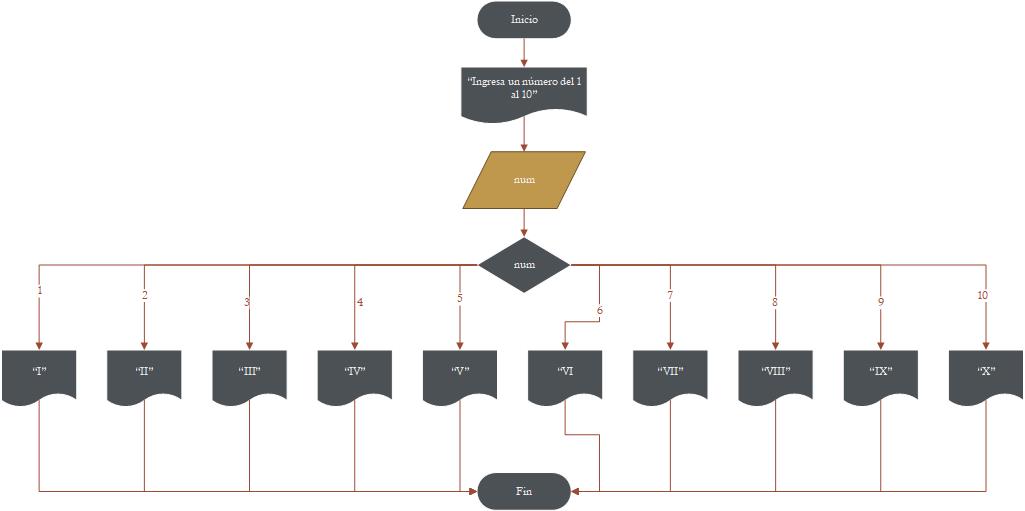 Inicio
“Ingresa un número del 1
al 10”
num
num
1
2
3
4
5
6
7
8
9
10
“I”
“II”
“III”
“IV”
“V”
“VI
“VII”
“VIII”
“IX”
“X”
Fin